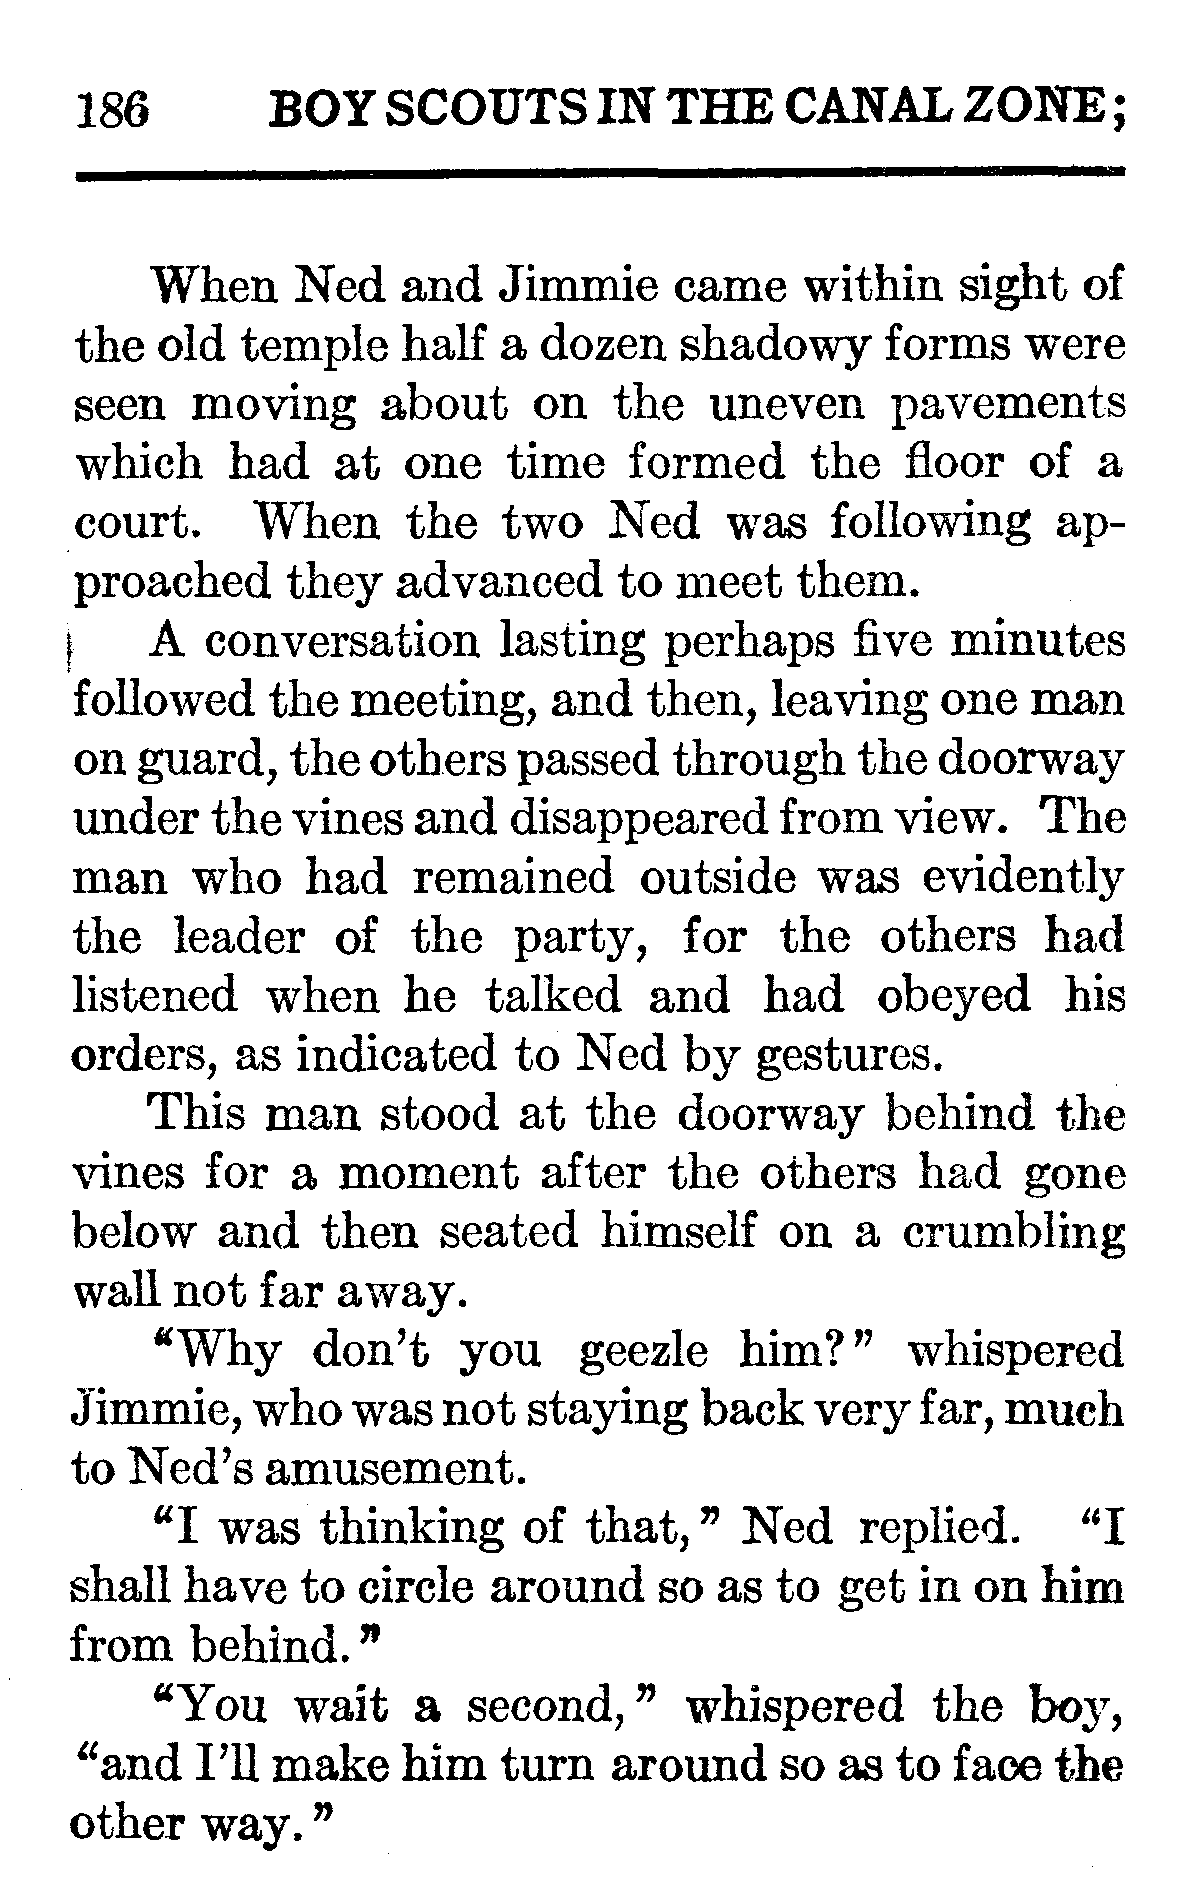 186 BOY SCOUTS IN THE CANAL ZONE;
When Ned and Jimmie came within sight of
the old temple half a dozen shadowy forms were
seen moving about on the uneven pavements
which had at one time formed the floor of a
court. When the two Ned was following ap-
proached they advanced to meet them.
A conversation lasting perhaps five minutes
followed the meeting, and then, leaving one man
on guard, the others passed through the doorway
under the vines and disappeared from view. The
man who had remained outside was evidently
the leader of the party, for the others had
listened when he talked and had obeyed his
orders, as indicated to Ned by gestures.
This man stood at the doorway behind the
vines for a moment after the others had gone
below and then seated himself on a crumbling
wall not far away.
“Why don’t you geezle him?” whispered
Jimmie, who was not staying back very far, much
to Ned’s amusement.
“I was thinking of that,” Ned replied. “I
shall have to circle around so as to get in on him
from behind.”
“You wait a second,” whispered the boy,
“and I’ll make him turn around so as to face the
other way.”